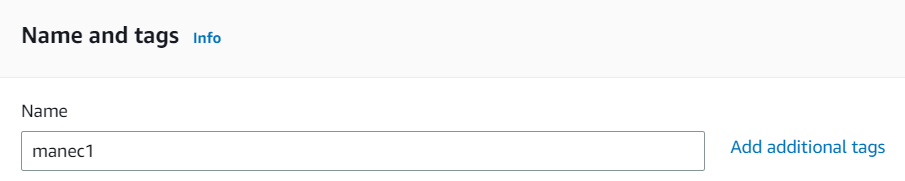 Name and tags Info
Name
manec1 Add additional tags